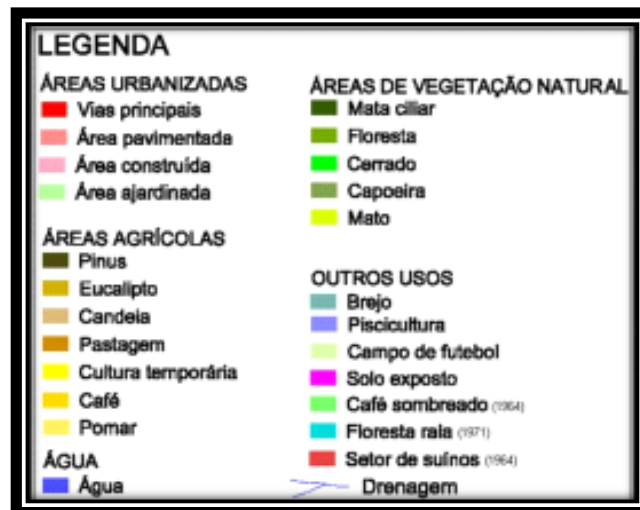 LEGENDA
ÁREAS URBANIZADAS
Vias principais
Área pavimentada
Área construída
Área ajardinada
ÁREAS AGRÍCOLAS
Pinus
Eucalipto
Candeia
Pastagem
Cultura temporária
Café
Pomar
ÁGUA
Água
ÁREAS DE VEGETAÇÃO NATURAL
Mata ciliar
Floresta
Cerrado
Capoeira
Mato
OUTROS USOS
Brejo
Piscicultura
Campo de futebol
Solo exposto
Café sombreado (1964)
Floresta rala (1971)
Setor de suínos (1964)
Drenagem